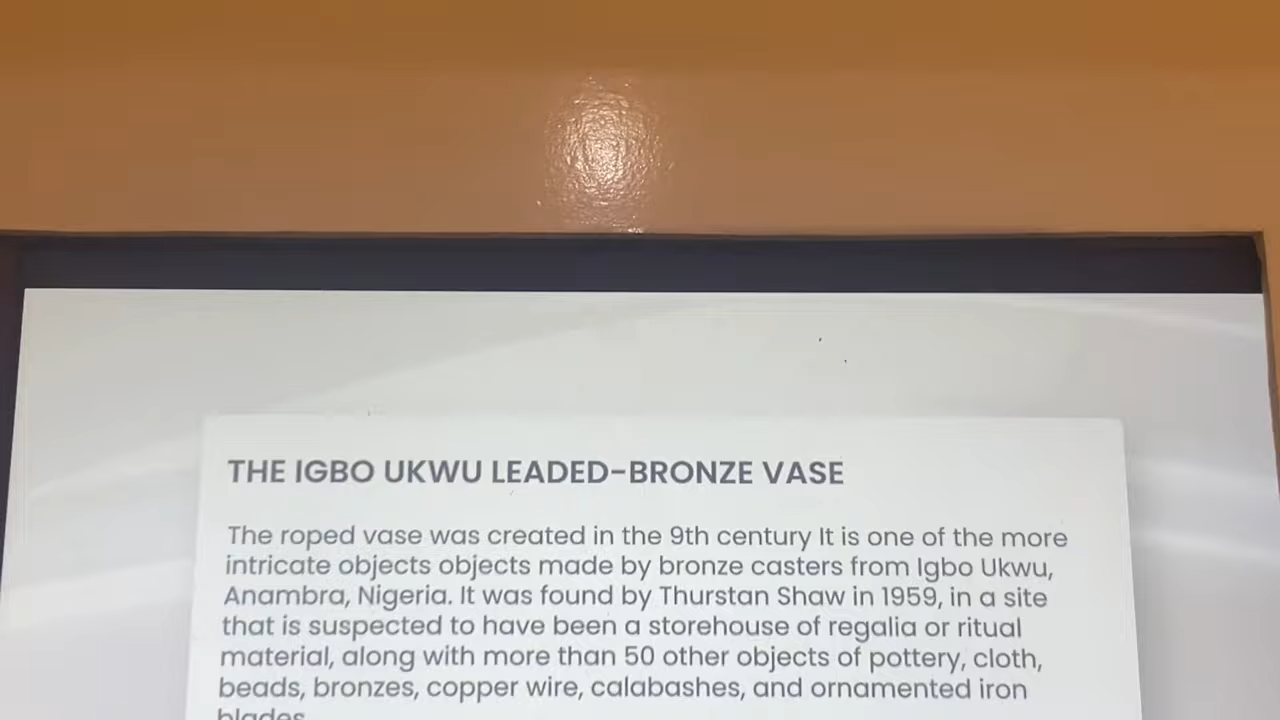 THE IGBO UKWU LEADED-BRONZE VASE
The roped vase was created in the 9th century It is one of the more
intricate objects objects made by bronze casters from Igbo Ukwu,
Anambra, Nigeria. It was found by Thurstan Shaw in 1959, in a site
that is suspected to have been a storehouse of regalia or ritual
material, along with more than 50 other objects of pottery, cloth,
beads, bronzes, copper wire, calabashes, and ornamented iron
blades.